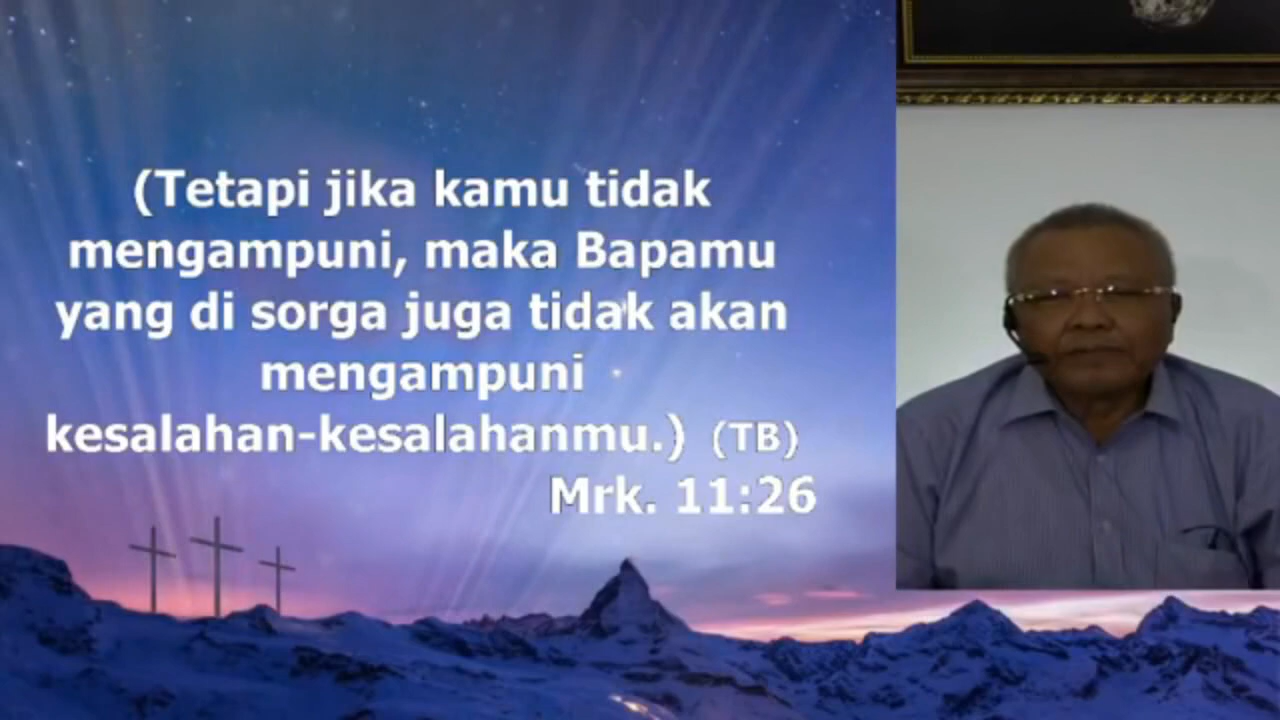 (Tetapi jika kamu tidak
mengampuni, maka Bapamu
yang di sorga juga tidak akan
mengampuni
kesalahan-kesalahanmu.) (TB)
Mrk. 11:26